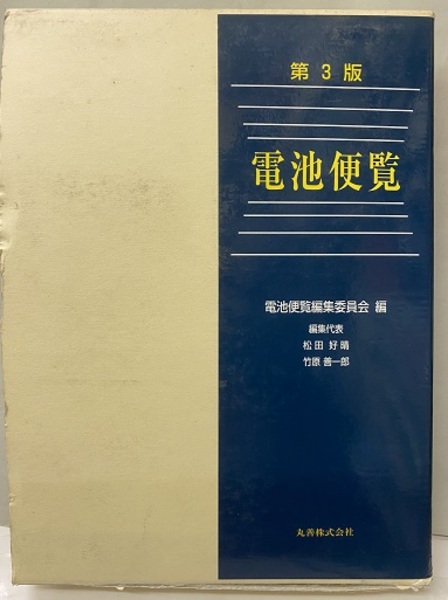 第3版
電池便覧
電池便覧編集委員会 編
編集代表
松田 好晴
竹原 善一郎
丸善株式会社